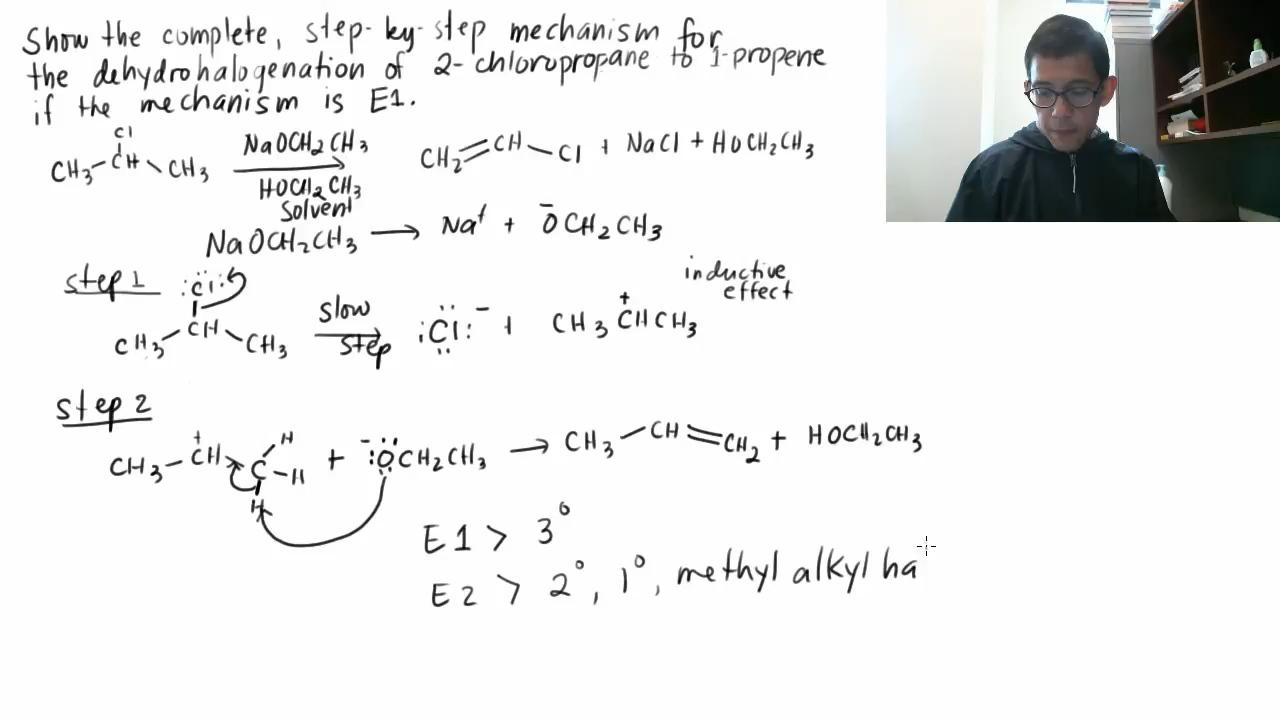 Show the complete, step-by-step mechanism for
the dehydrohalogenation of 2-chloropropane to 1-propene
if the mechanism is E1.
Cl
CH3 CH CH3 NaOCH2CH3 CH2=CH-Cl + NaCl + HOCH2CH3
HOCH2CH3
Solvent
NaOCH2CH3 → Na+ + -OCH2CH3
step 1
:Cl:
CH3 CH CH3 slow step :Cl:- + CH3CHCH3 +
inductive
effect
step 2
CH3-CH+-C H H H + -:OCH2CH3 → CH3-CH=CH2 + HOCH2CH3
E1 > 3°
E2 > 2°, 1°, methyl alkyl ha